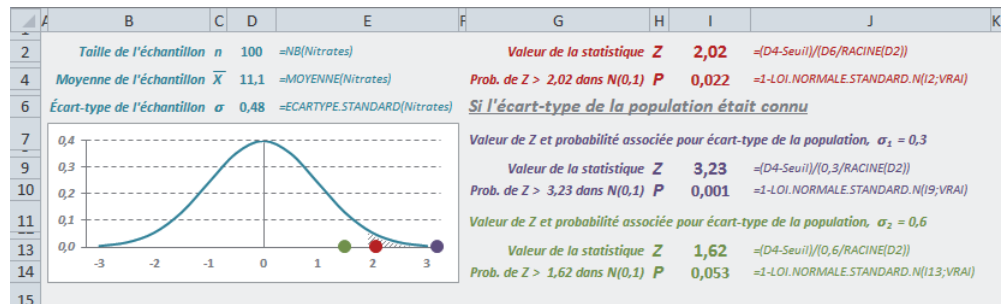 A B C D E F G H I J K
2 Taille de l'échantillon n 100 =NB(Nitrates) Valeur de la statistique Z 2,02 =(D4-Seuil)/(D6/RACINE(D2))
4 Moyenne de l'échantillon X̅ 11,1 =MOYENNE(Nitrates) Prob. de Z > 2,02 dans N(0,1) P 0,022 =1-LOI.NORMALE.STANDARD.N(I2;VRAI)
6 Écart-type de l'échantillon σ 0,48 =ECARTYPE.STANDARD(Nitrates) Si l'écart-type de la population était connu
7 Valeur de Z et probabilité associée pour écart-type de la population, σ₁ = 0,3
9 Valeur de la statistique Z 3,23 =(D4-Seuil)/(0,3/RACINE(D2))
10 Prob. de Z > 3,23 dans N(0,1) P 0,001 =1-LOI.NORMALE.STANDARD.N(I9;VRAI)
11 Valeur de Z et probabilité associée pour écart-type de la population, σ₂ = 0,6
13 Valeur de la statistique Z 1,62 =(D4-Seuil)/(0,6/RACINE(D2))
14 Prob. de Z > 1,62 dans N(0,1) P 0,053 =1-LOI.NORMALE.STANDARD.N(I13;VRAI)
15
0,4
0,3
0,2
0,1
0,0
-3 -2 -1 0 1 2 3